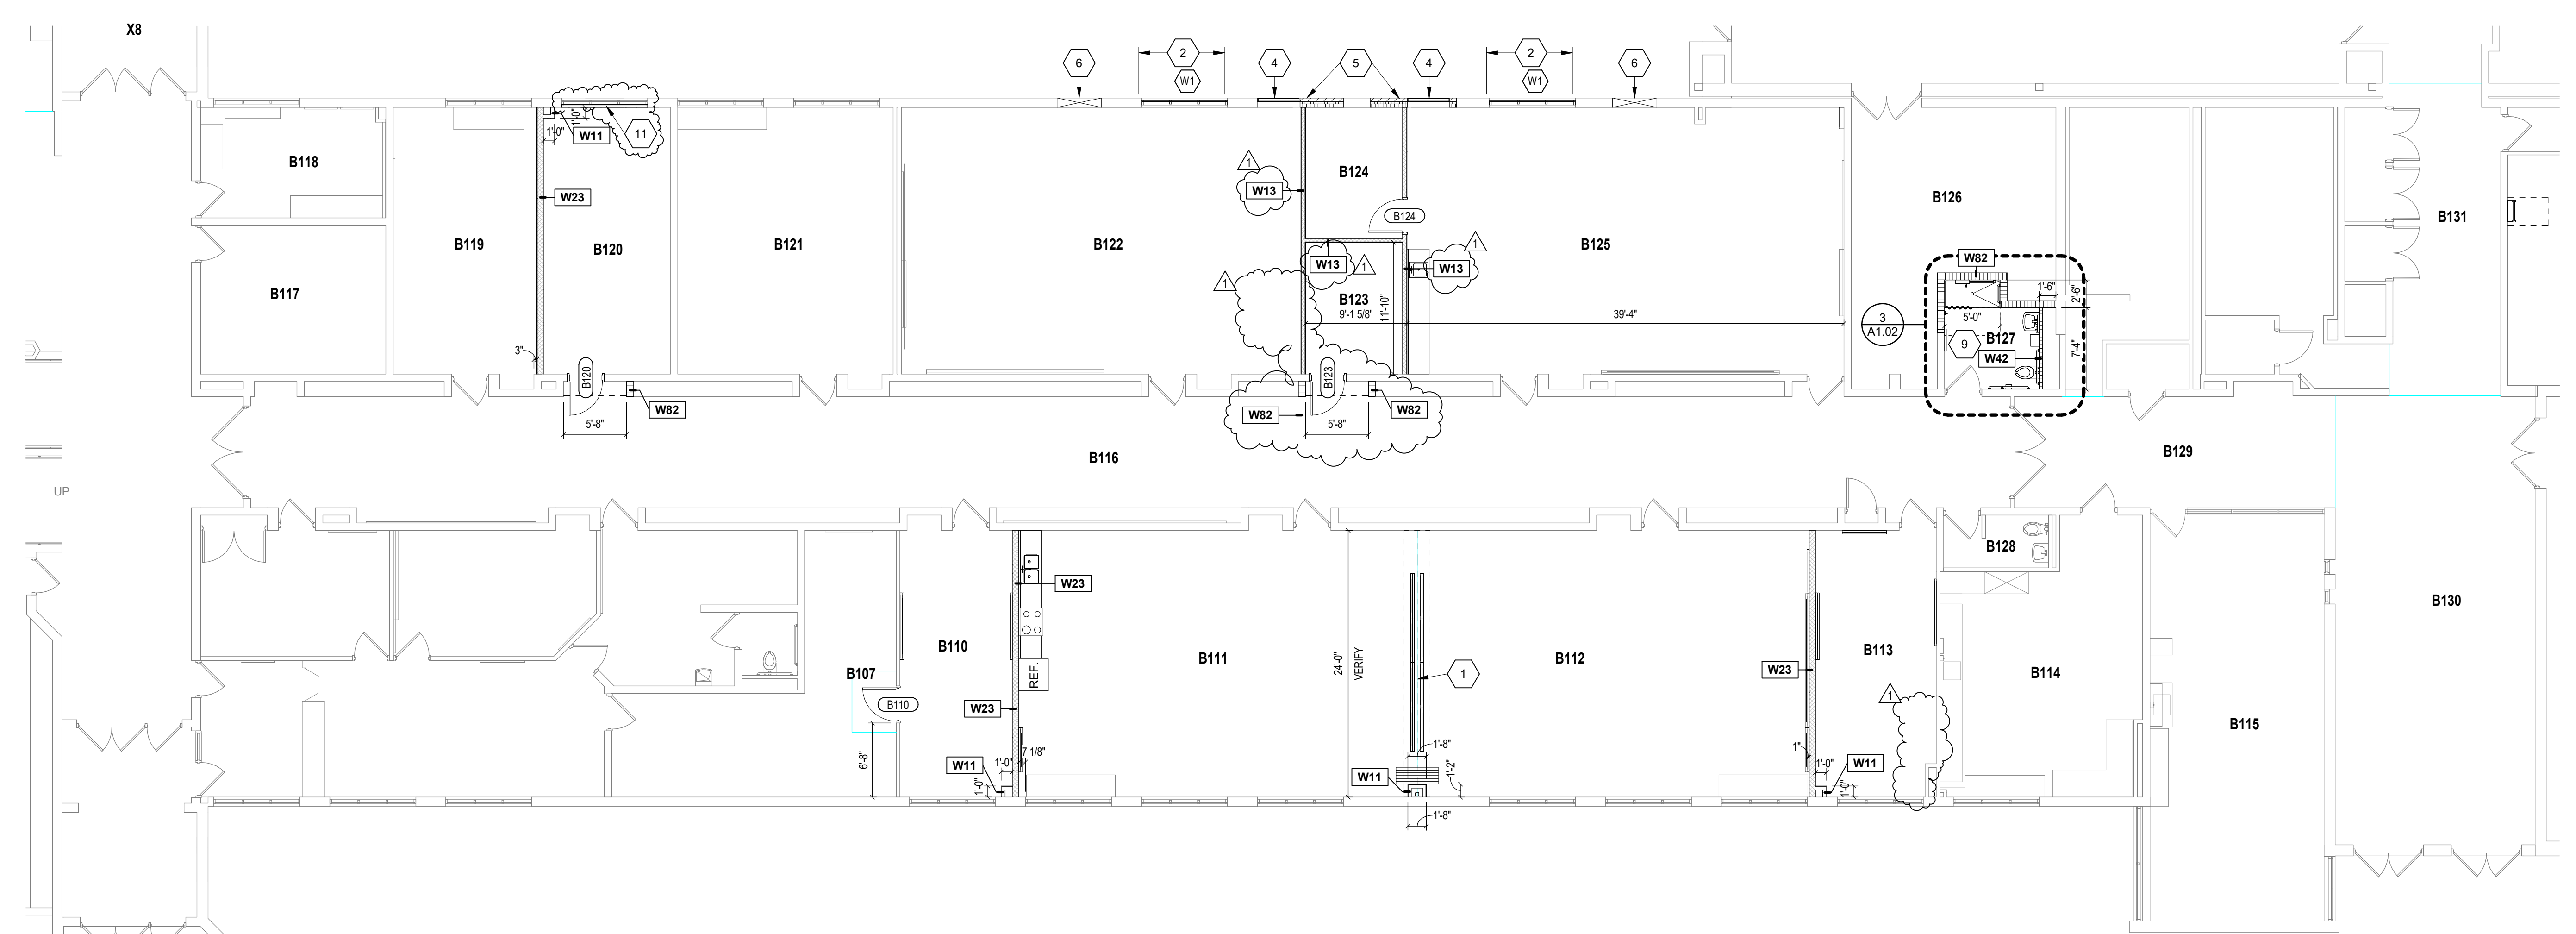 X8
6
2
W1
4
5
4
2
W1
6
1'-0"
1'-0"
W11
11
B118
W23
B119
B120
B121
B122
B117
3"
B120
W82
5'-8"
1
W13
B124
B124
W13
1
1
W13
1
B123
9'-1 5/8"
11'-10"
B125
39'-4"
B123
W82
W82
5'-8"
B126
B131
W82
1'-6"
2'-6"
3
A1.02
5'-0"
9
B127
W42
7'-4"
B116
B129
UP
B128
B130
W23
B110
B111
24'-0"
VERIFY
B112
B113
B114
B107
REF.
B110
W23
6'-8"
1
W23
1
B115
W11
1'-0"
1'-0"
7 1/8"
W11
1'-8"
1'-2"
1'-8"
1"
1'-0"
W11
1'-0"